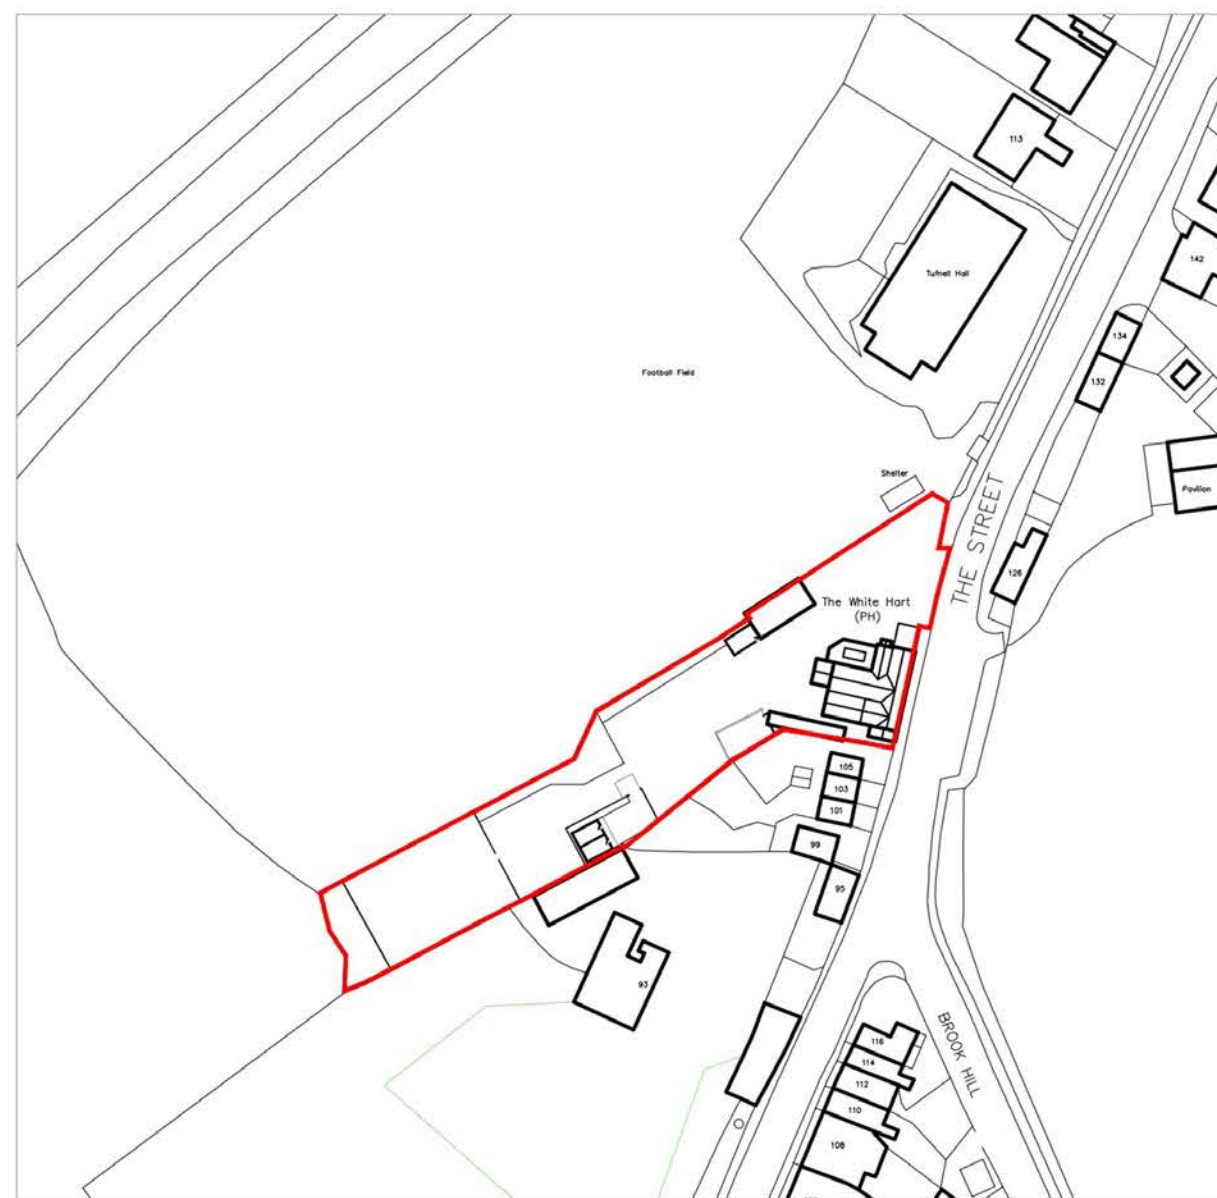 113
Tufnell Hall
142
134
132
Football Field
Shelter
Pavilion
THE STREET
126
The White Hart
(PH)
105
103
101
99
95
93
BROOK HILL
116
114
112
110
108